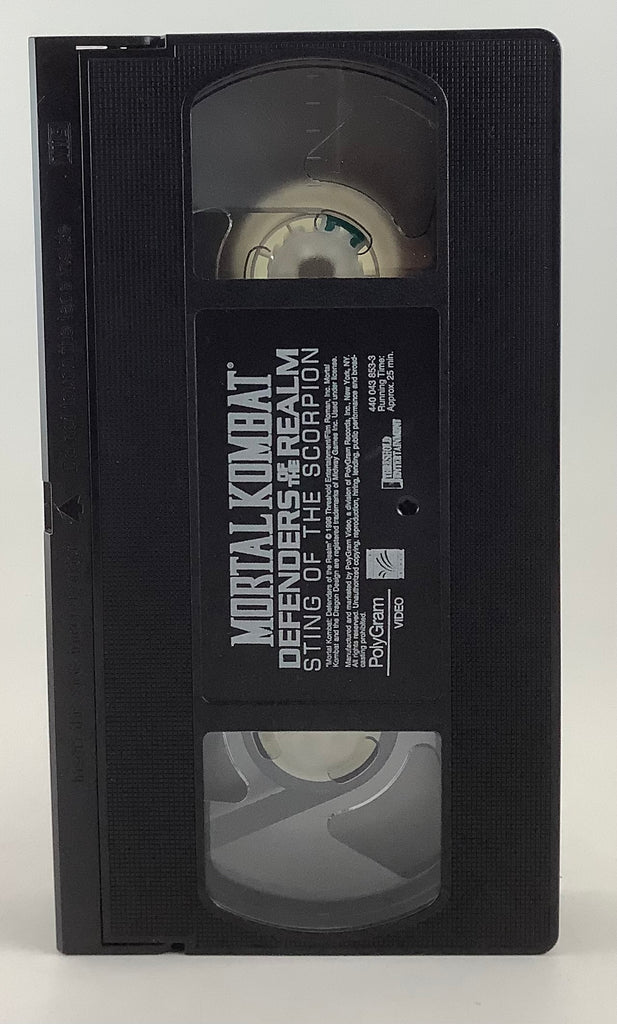 MORTAL KOMBAT®
DEFENDERS OF THE REALM
STING OF THE SCORPION
"Mortal Kombat: Defenders of the Realm" © 1998 Threshold Entertainment/Film Roman, Inc. Mortal
Kombat and the Dragon Design are registered trademarks of Midway Games Inc. Used under license.
Manufactured and marketed by PolyGram Video, a division of PolyGram Records, Inc., New York, NY.
All rights reserved. Unauthorized copying, reproduction, hiring, lending, public performance and broad-
casting prohibited.
PolyGram
VIDEO
THRESHOLD
ENTERTAINMENT
440 043 853-3
Running Time:
Approx. 25 min.
VHS